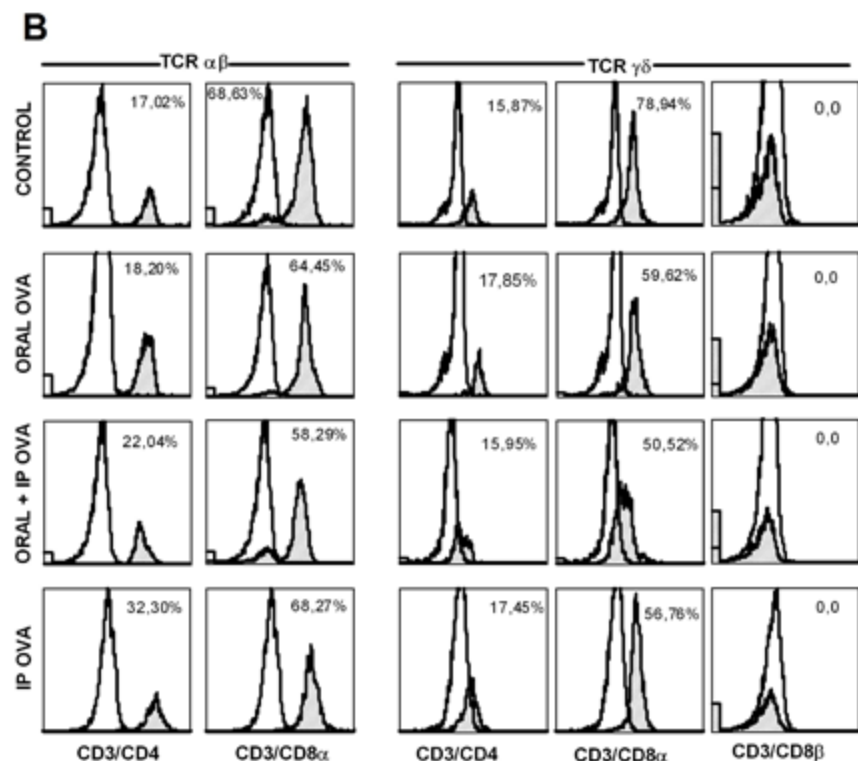 B
TCR αβ
TCR γδ
CONTROL
17,02%
68,63%
15,87%
78,94%
0,0
ORAL OVA
18,20%
64,45%
17,85%
59,62%
0,0
ORAL + IP OVA
22,04%
58,29%
15,95%
50,52%
0,0
IP OVA
32,30%
68,27%
17,45%
56,76%
0,0
CD3/CD4
CD3/CD8α
CD3/CD4
CD3/CD8α
CD3/CD8β